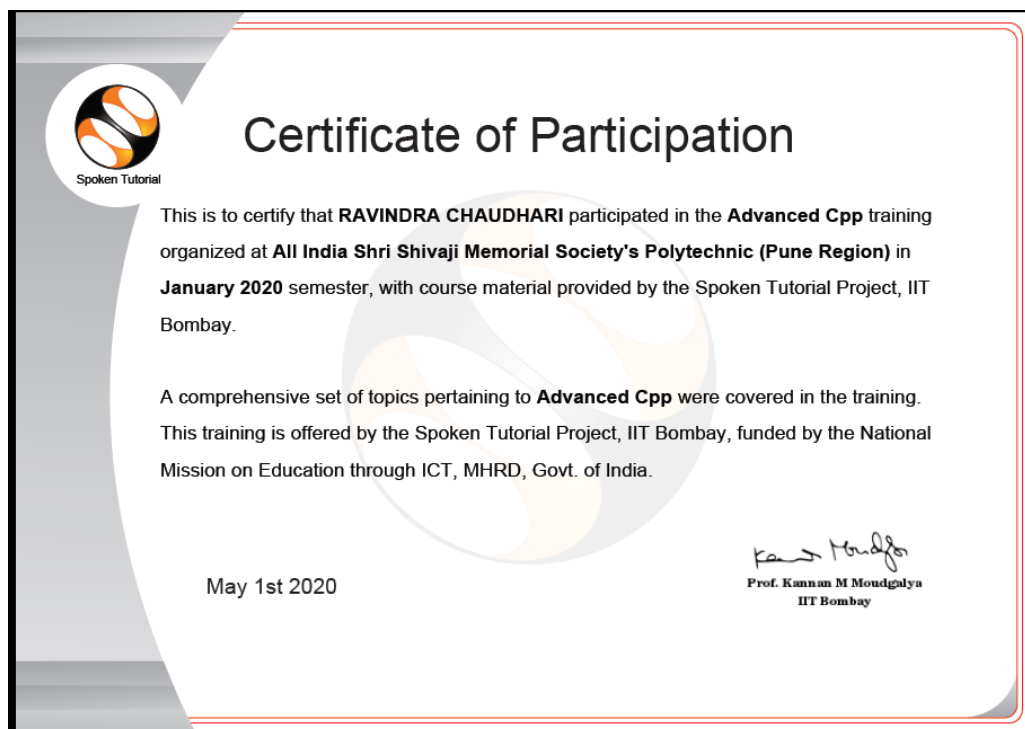 Certificate of Participation
Spoken Tutorial
This is to certify that RAVINDRA CHAUDHARI participated in the Advanced Cpp training
organized at All India Shri Shivaji Memorial Society's Polytechnic (Pune Region) in
January 2020 semester, with course material provided by the Spoken Tutorial Project, IIT
Bombay.
A comprehensive set of topics pertaining to Advanced Cpp were covered in the training.
This training is offered by the Spoken Tutorial Project, IIT Bombay, funded by the National
Mission on Education through ICT, MHRD, Govt. of India.
May 1st 2020
Prof. Kannan M Moudgalya
IIT Bombay